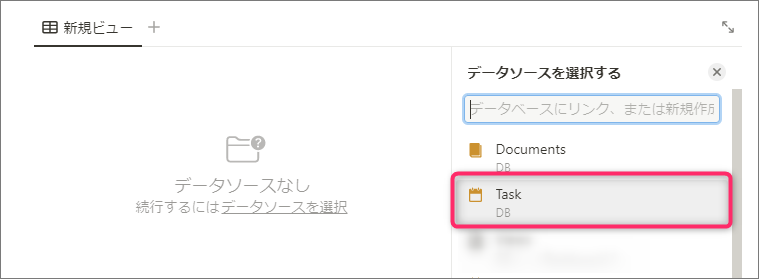 新規ビュー
データソースを選択する
データベースにリンク、または新規作成
Documents
DB
Task
DB
データソースなし
続行するにはデータソースを選択